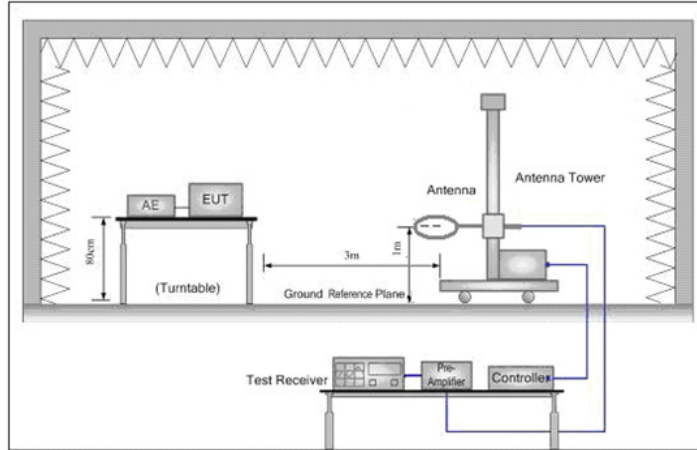 Antenna Tower
Antenna
AE
EUT
80cm
(Turntable)
3m
1m
Ground Reference Plane
Test Receiver
Pre-
Amplifier
Controller